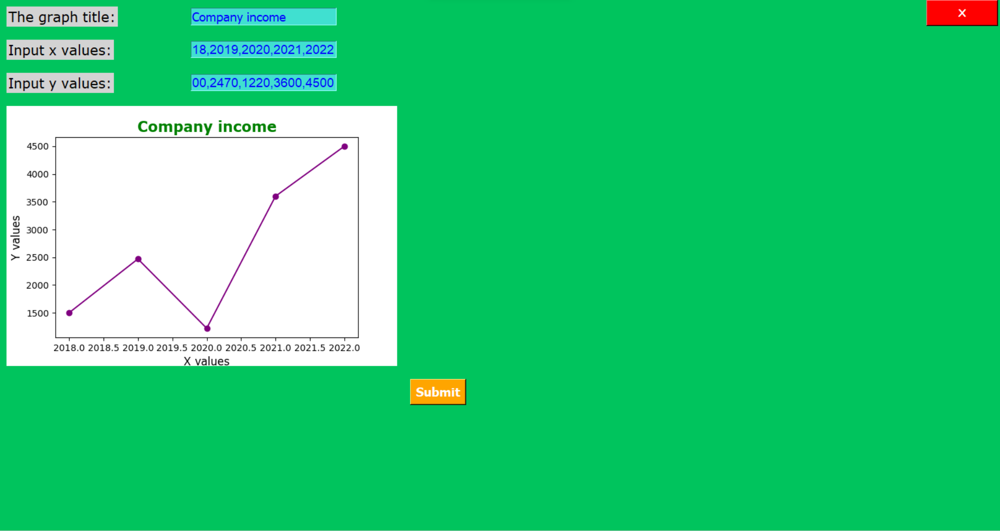 The graph title: Company income x
Input x values: 18,2019,2020,2021,2022
Input y values: 00,2470,1220,3600,4500
Company income
4500
4000
3500
3000
2500
2000
1500
Y values
2018.0 2018.5 2019.0 2019.5 2020.0 2020.5 2021.0 2021.5 2022.0
X values
Submit